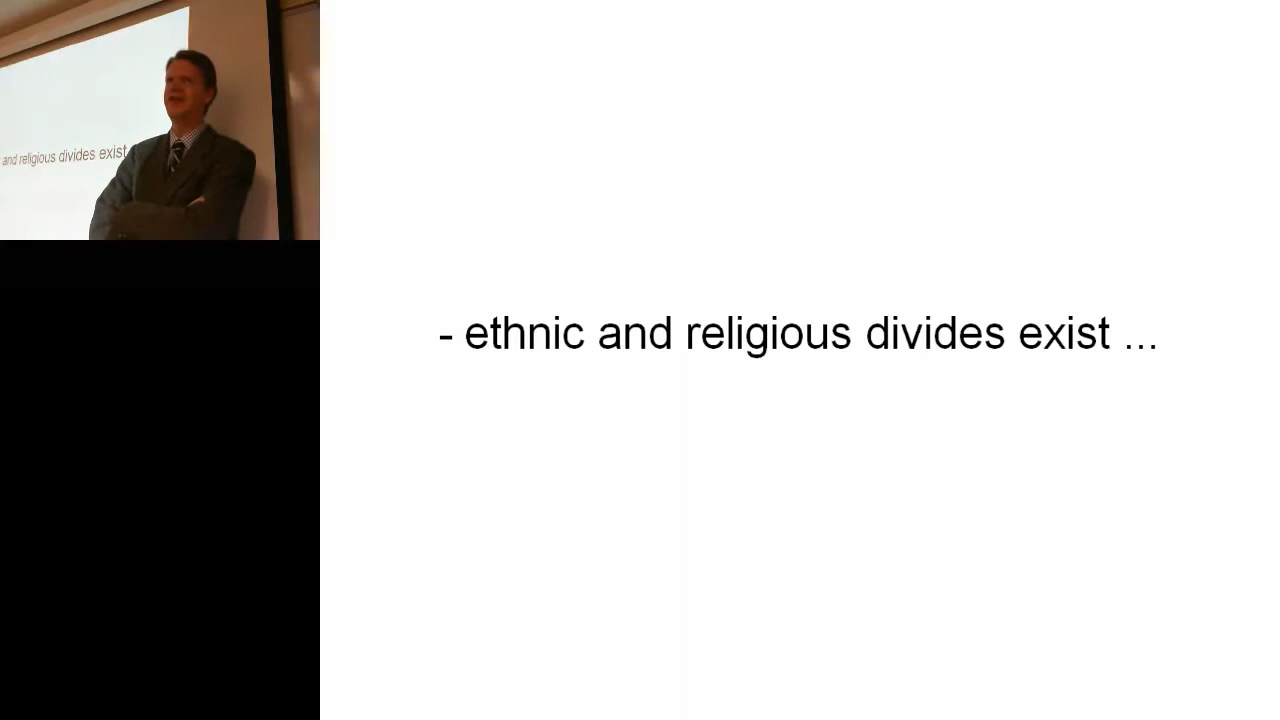 and religious divides exist
- ethnic and religious divides exist ...